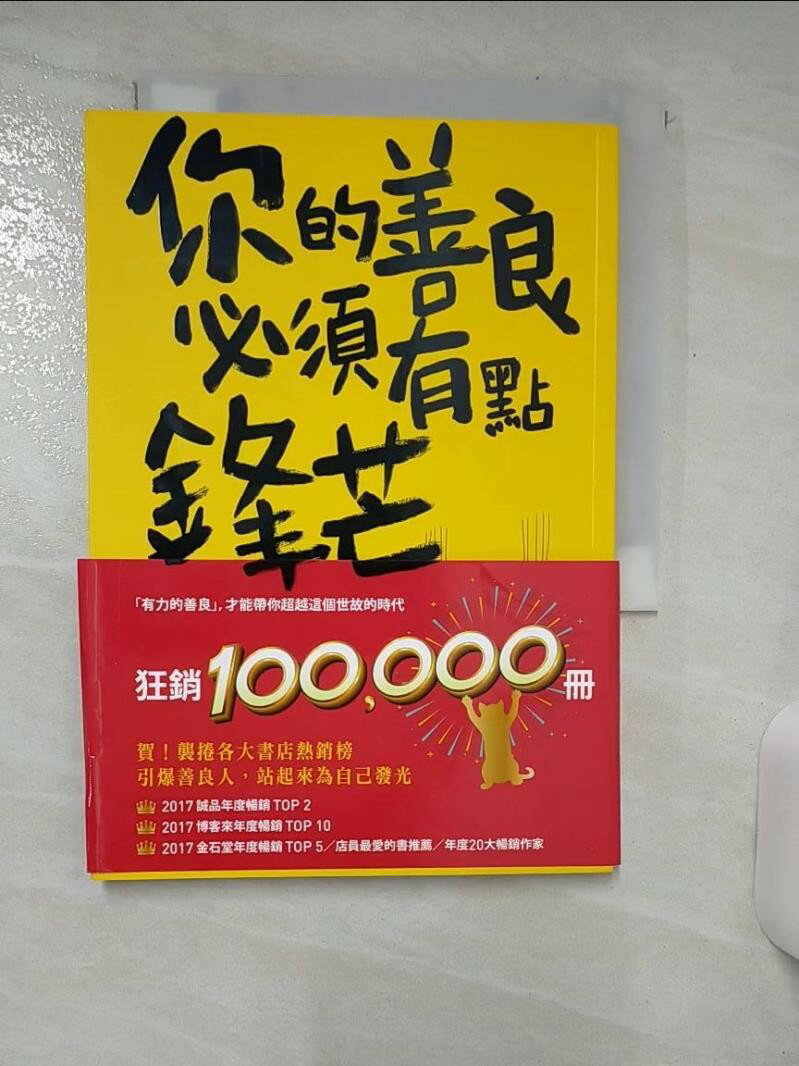 你的善良
必須有點
鋒芒
「有力的善良」,才能帶你超越這個世故的時代
狂銷100,000冊
賀！襲捲各大書店熱銷榜
引爆善良人，站起來為自己發光
2017 誠品年度暢銷 TOP 2
2017 博客來年度暢銷 TOP 10
2017 金石堂年度暢銷 TOP 5／店員最愛的書推薦／年度20大暢銷作家